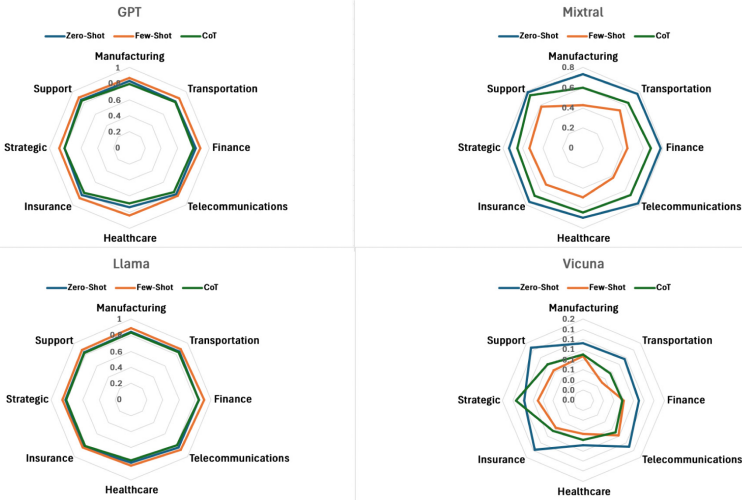 GPT
Zero-Shot Few-Shot CoT
Manufacturing
1
0.8
0.6
0.4
0.2
0
Support
Transportation
Strategic
Finance
Insurance
Telecommunications
Healthcare
Mixtral
Zero-Shot Few-Shot CoT
Manufacturing
0.8
0.6
0.4
0.2
0
Support
Transportation
Strategic
Finance
Insurance
Telecommunications
Healthcare
Llama
Zero-Shot Few-Shot CoT
Manufacturing
1
0.8
0.6
0.4
0.2
0
Support
Transportation
Strategic
Finance
Insurance
Telecommunications
Healthcare
Vicuna
Zero-Shot Few-Shot CoT
Manufacturing
0.2
0.1
0.1
0.1
0.1
0.1
0.0
0.0
0.0
Support
Transportation
Strategic
Finance
Insurance
Telecommunications
Healthcare